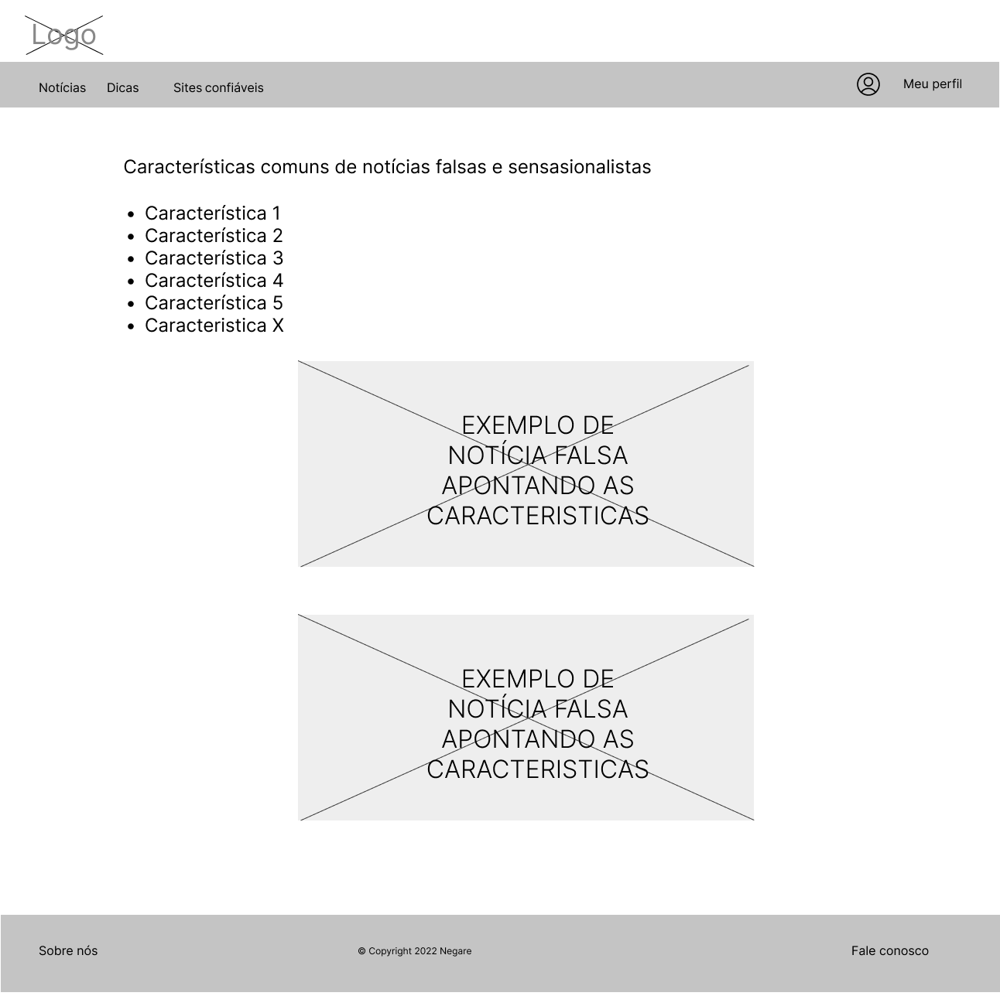 Logo
Notícias Dicas Sites confiáveis Meu perfil
Características comuns de notícias falsas e sensasionalistas
• Característica 1
• Característica 2
• Característica 3
• Característica 4
• Característica 5
• Caracteristica X
EXEMPLO DE
NOTÍCIA FALSA
APONTANDO AS
CARACTERISTICAS
EXEMPLO DE
NOTÍCIA FALSA
APONTANDO AS
CARACTERISTICAS
Sobre nós © Copyright 2022 Negare Fale conosco